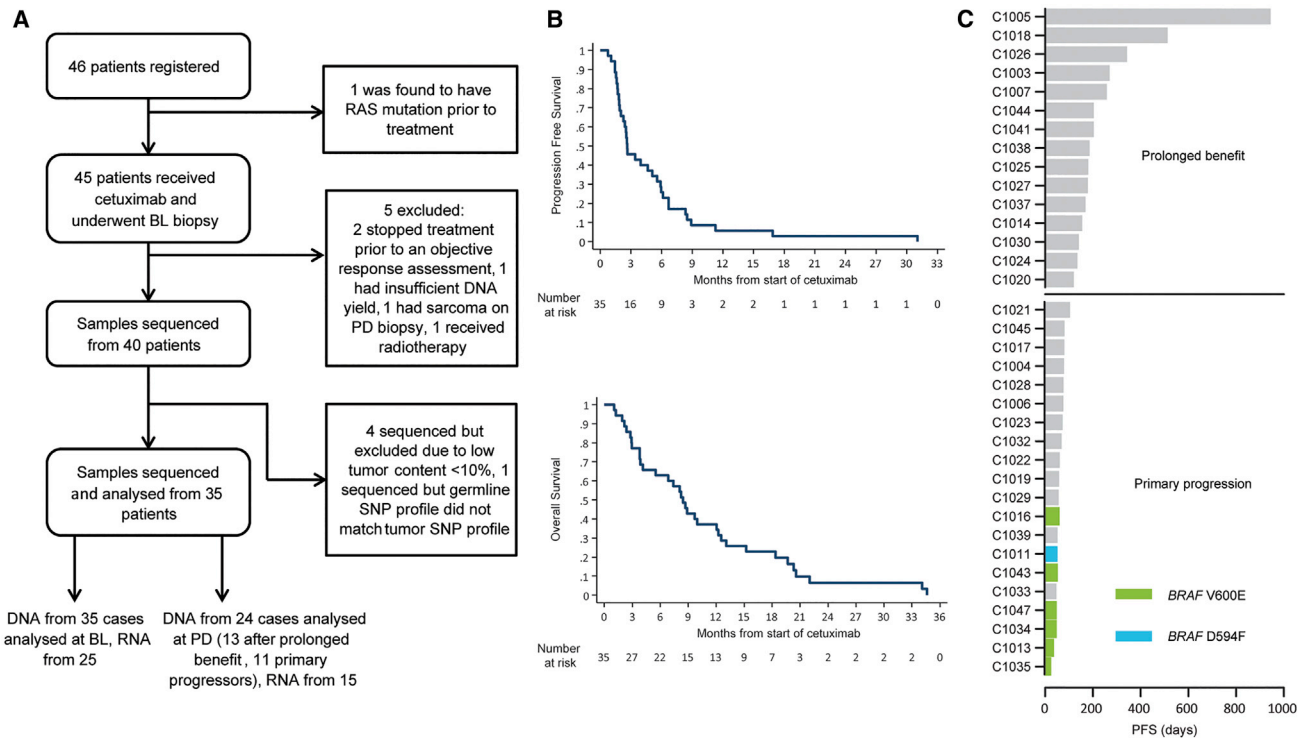 A
46 patients registered
1 was found to have
RAS mutation prior to
treatment
45 patients received
cetuximab and
underwent BL biopsy
5 excluded:
2 stopped treatment
prior to an objective
response assessment, 1
had insufficient DNA
yield, 1 had sarcoma on
PD biopsy, 1 received
radiotherapy
Samples sequenced
from 40 patients
4 sequenced but
excluded due to low
tumor content <10%, 1
sequenced but germline
SNP profile did not
match tumor SNP profile
Samples sequenced
and analysed from 35
patients
DNA from 35 cases
analysed at BL, RNA
from 25
DNA from 24 cases analysed
at PD (13 after prolonged
benefit , 11 primary
progressors), RNA from 15
B
Progression Free Survival
1
.9
.8
.7
.6
.5
.4
.3
.2
.1
0
0 3 6 9 12 15 18 21 24 27 30 33
Months from start of cetuximab
Number
at risk
35 16 9 3 2 2 1 1 1 1 1 0
Overall Survival
1
.9
.8
.7
.6
.5
.4
.3
.2
.1
0
0 3 6 9 12 15 18 21 24 27 30 33 36
Months from start of cetuximab
Number
at risk
35 27 22 15 13 9 7 3 2 2 2 2 0
C
C1005
C1018
C1026
C1003
C1007
C1044
C1041
C1038
C1025
C1027
C1037
C1014
C1030
C1024
C1020
Prolonged benefit
C1021
C1045
C1017
C1004
C1028
C1006
C1023
C1032
C1022
C1019
C1029
C1016
C1039
C1011
C1043
C1033
C1047
C1034
C1013
C1035
Primary progression
BRAF V600E
BRAF D594F
0 200 400 600 800 1000
PFS (days)